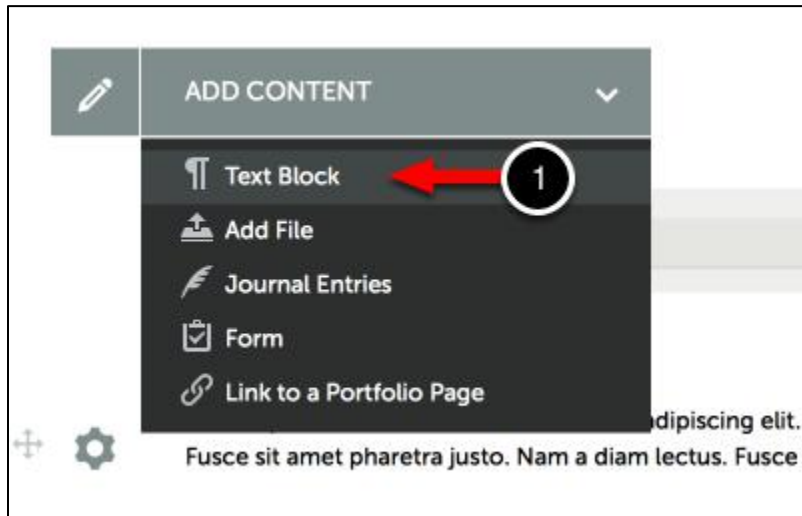 ADD CONTENT
Text Block
1
Add File
Journal Entries
Form
Link to a Portfolio Page
adipiscing elit.
Fusce sit amet pharetra justo. Nam a diam lectus. Fusce